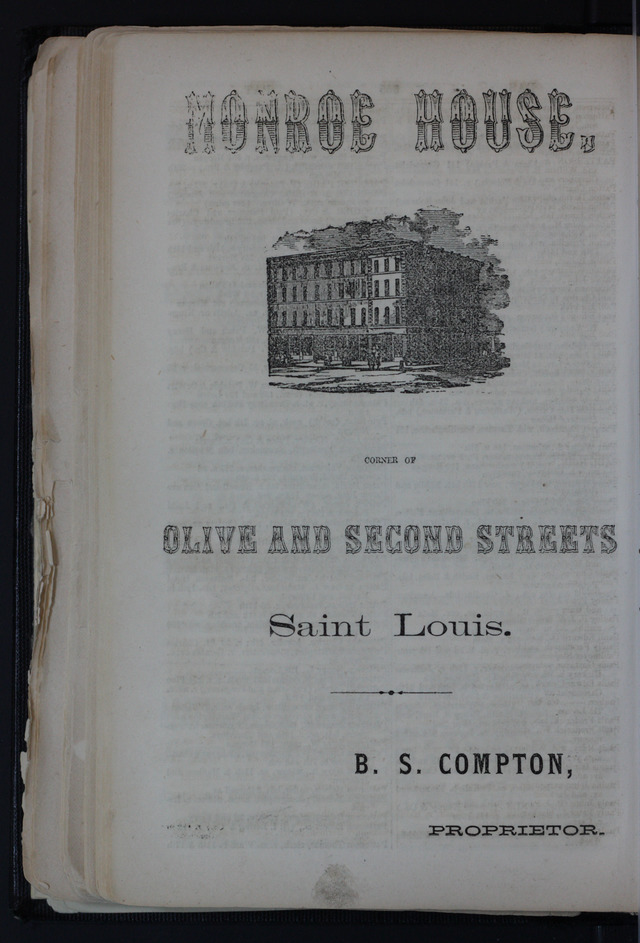 MONROE HOUSE,
CORNER OF
OLIVE AND SECOND STREETS
Saint Louis.
B. S. COMPTON,
PROPRIETOR.